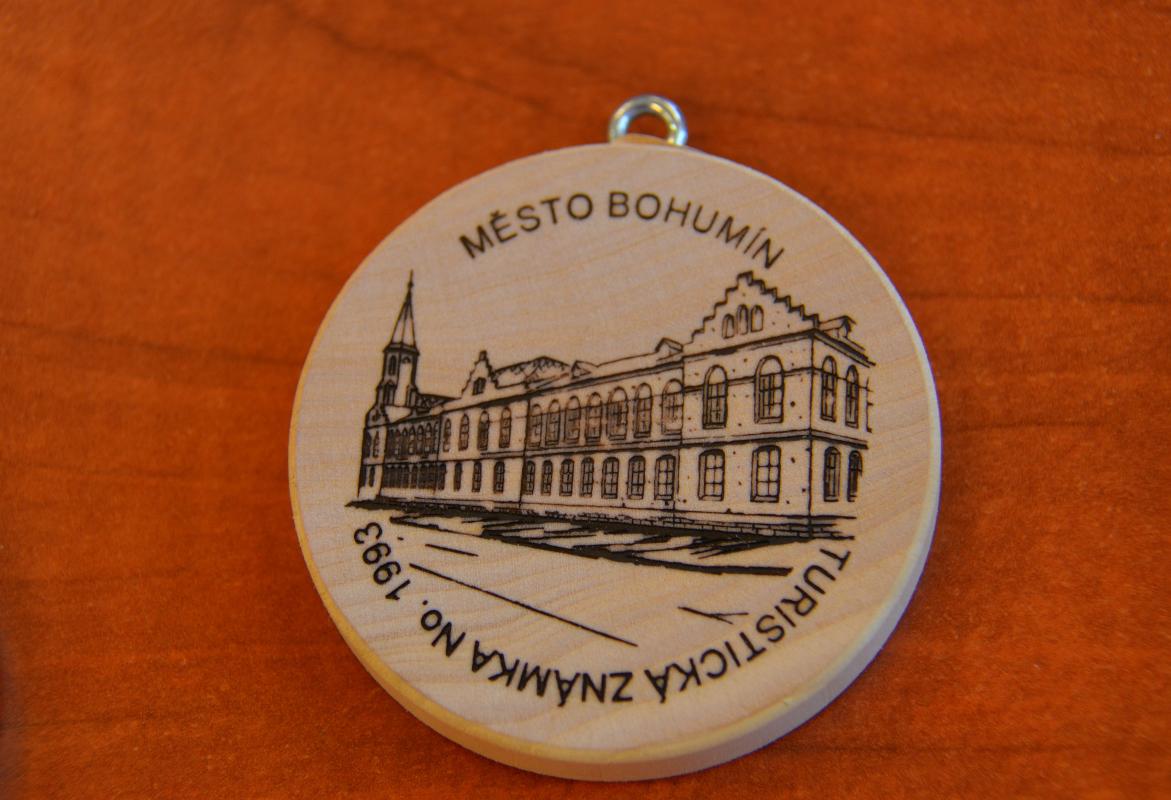 MĚSTO BOHUMÍN
TURISTICKÁ ZNÁMKA No. 1993